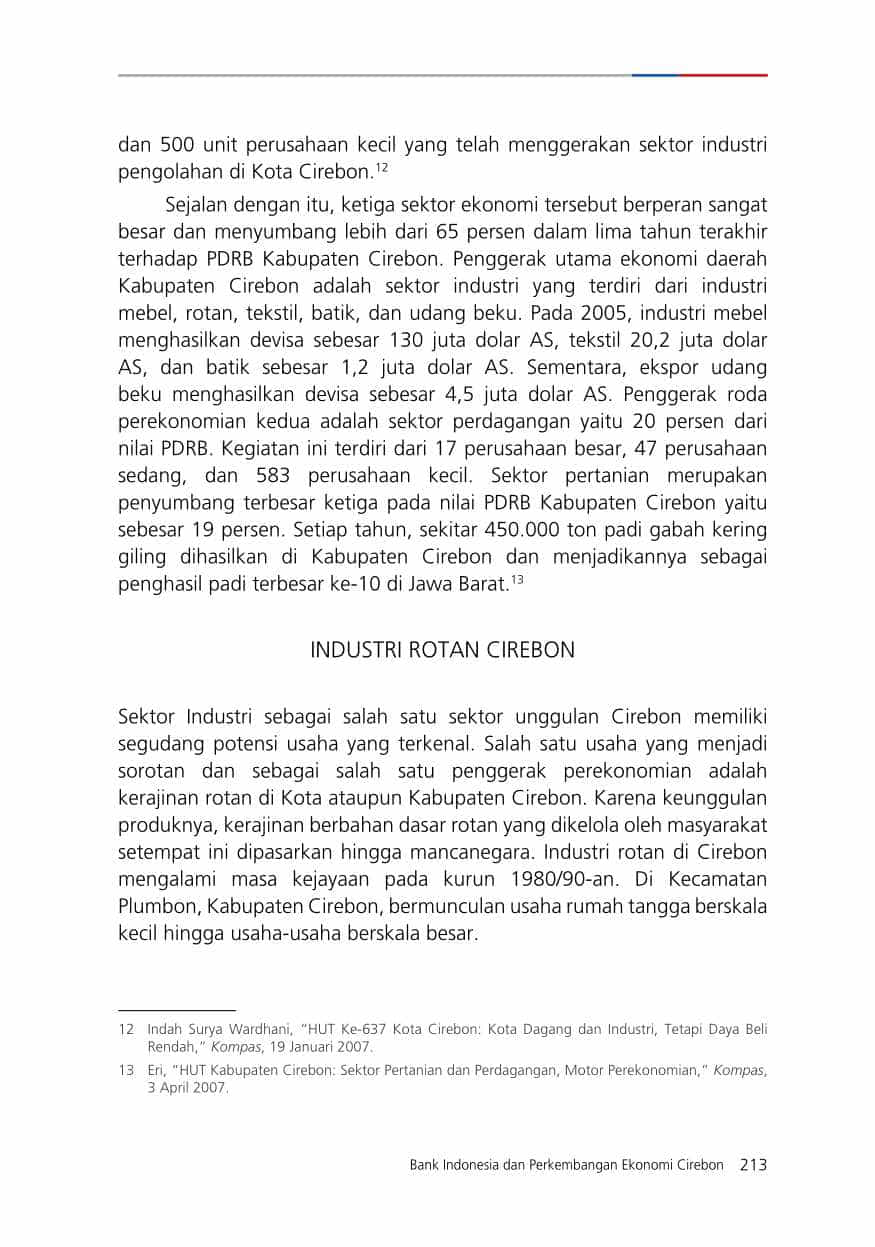 dan 500 unit perusahaan kecil yang telah menggerakan sektor industri
pengolahan di Kota Cirebon.12
Sejalan dengan itu, ketiga sektor ekonomi tersebut berperan sangat
besar dan menyumbang lebih dari 65 persen dalam lima tahun terakhir
terhadap PDRB Kabupaten Cirebon. Penggerak utama ekonomi daerah
Kabupaten Cirebon adalah sektor industri yang terdiri dari industri
mebel, rotan, tekstil, batik, dan udang beku. Pada 2005, industri mebel
menghasilkan devisa sebesar 130 juta dolar AS, tekstil 20,2 juta dolar
AS, dan batik sebesar 1,2 juta dolar AS. Sementara, ekspor udang
beku menghasilkan devisa sebesar 4,5 juta dolar AS. Penggerak roda
perekonomian kedua adalah sektor perdagangan yaitu 20 persen dari
nilai PDRB. Kegiatan ini terdiri dari 17 perusahaan besar, 47 perusahaan
sedang, dan 583 perusahaan kecil. Sektor pertanian merupakan
penyumbang terbesar ketiga pada nilai PDRB Kabupaten Cirebon yaitu
sebesar 19 persen. Setiap tahun, sekitar 450.000 ton padi gabah kering
giling dihasilkan di Kabupaten Cirebon dan menjadikannya sebagai
penghasil padi terbesar ke-10 di Jawa Barat.13
INDUSTRI ROTAN CIREBON
Sektor Industri sebagai salah satu sektor unggulan Cirebon memiliki
segudang potensi usaha yang terkenal. Salah satu usaha yang menjadi
sorotan dan sebagai salah satu penggerak perekonomian adalah
kerajinan rotan di Kota ataupun Kabupaten Cirebon. Karena keunggulan
produknya, kerajinan berbahan dasar rotan yang dikelola oleh masyarakat
setempat ini dipasarkan hingga mancanegara. Industri rotan di Cirebon
mengalami masa kejayaan pada kurun 1980/90-an. Di Kecamatan
Plumbon, Kabupaten Cirebon, bermunculan usaha rumah tangga berskala
kecil hingga usaha-usaha berskala besar.
12 Indah Surya Wardhani, “HUT Ke-637 Kota Cirebon: Kota Dagang dan Industri, Tetapi Daya Beli
Rendah,” Kompas, 19 Januari 2007.
13 Eri, “HUT Kabupaten Cirebon: Sektor Pertanian dan Perdagangan, Motor Perekonomian,” Kompas,
3 April 2007.
Bank Indonesia dan Perkembangan Ekonomi Cirebon 213